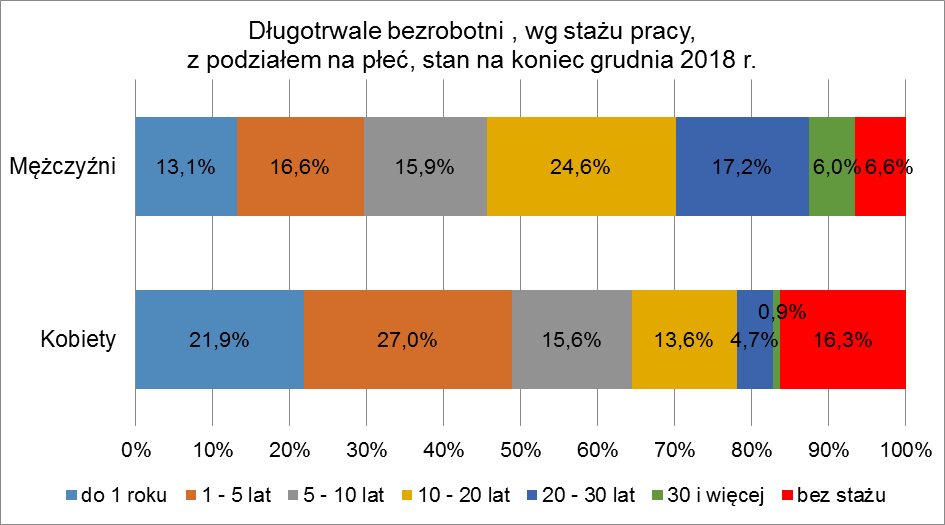 Długotrwale bezrobotni , wg stażu pracy,
z podziałem na płeć, stan na koniec grudnia 2018 r.
0% 10% 20% 30% 40% 50% 60% 70% 80% 90% 100%
Mężczyźni 13,1% 16,6% 15,9% 24,6% 17,2% 6,0% 6,6%
Kobiety 21,9% 27,0% 15,6% 13,6% 4,7% 0,9% 16,3%
do 1 roku 1 - 5 lat 5 - 10 lat 10 - 20 lat 20 - 30 lat 30 i więcej bez stażu